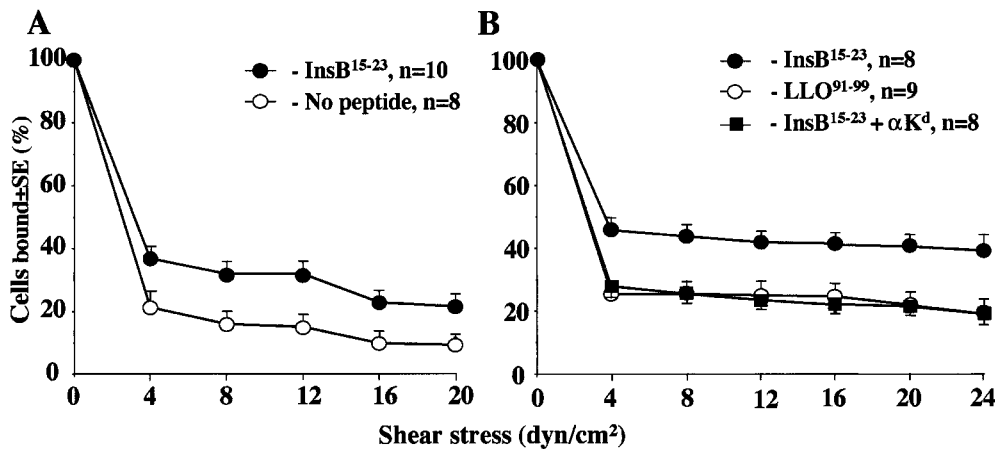 A
B
- InsB¹⁵⁻²³, n=10
- No peptide, n=8
- InsB¹⁵⁻²³, n=8
- LLO⁹¹⁻⁹⁹, n=9
- InsB¹⁵⁻²³ + αKᵈ, n=8
Cells bound±SE (%)
100
80
60
40
20
0
0 4 8 12 16 20
100
80
60
40
20
0
0 4 8 12 16 20 24
Shear stress (dyn/cm²)